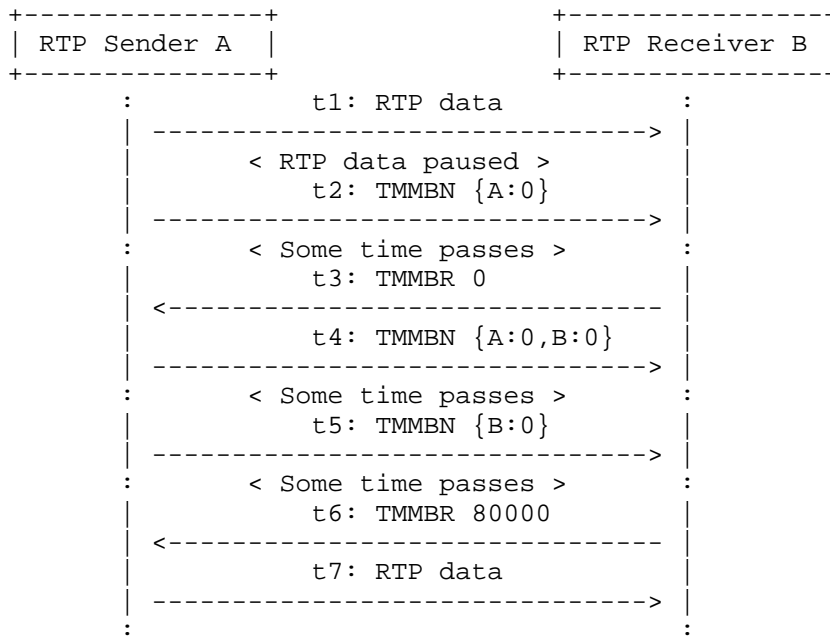 RTP Sender A RTP Receiver B
t1: RTP data
< RTP data paused >
t2: TMMBN {A:0}
< Some time passes >
t3: TMMBR 0
t4: TMMBN {A:0,B:0}
< Some time passes >
t5: TMMBN {B:0}
< Some time passes >
t6: TMMBR 80000
t7: RTP data